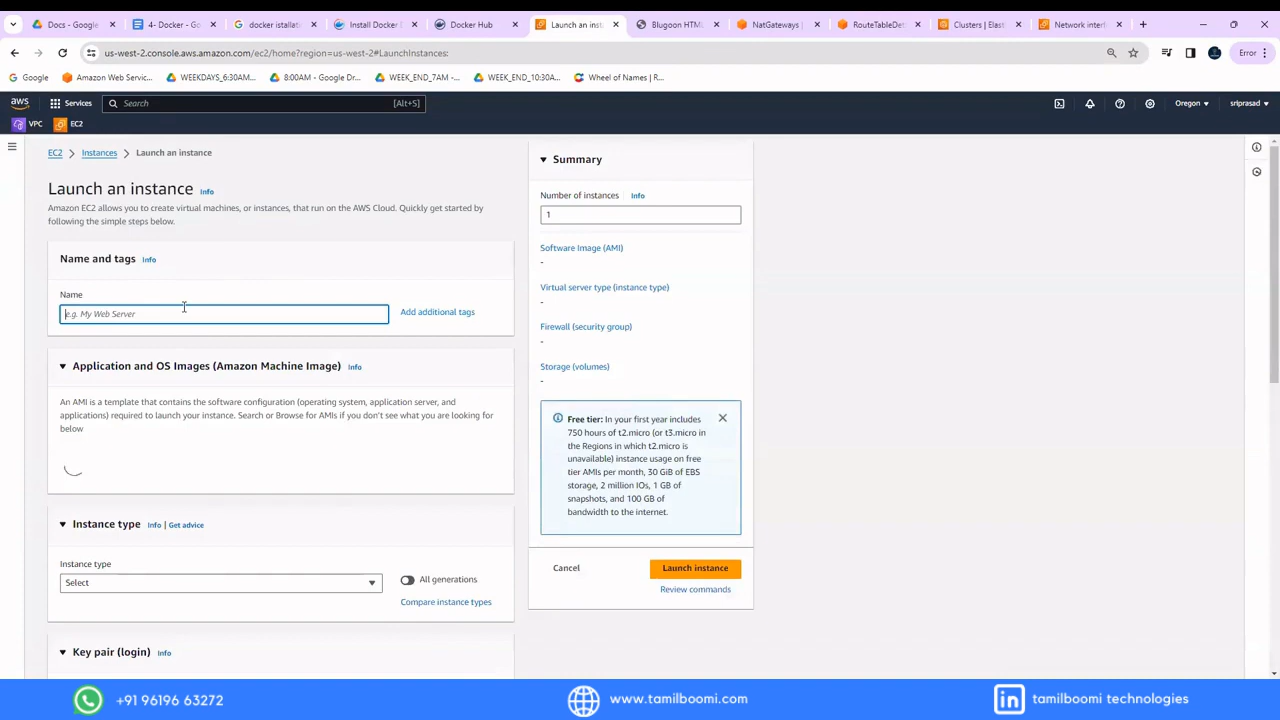 Docs - Google
4- Docker - Go
docker istallati
Install Docker
Docker Hub
Launch an inst
Blugoon HTML
NatGateways |
RouteTableDet
Clusters | Elast
Network interf
us-west-2.console.aws.amazon.com/ec2/home?region=us-west-2#LaunchInstances:
Error
Google
Amazon Web Servic...
WEEKDAYS_6:30AM...
8:00AM - Google Dr...
WEEK_END_7AM -...
WEEK_END_10:30A...
Wheel of Names | R...
aws
Services
Search
[Alt+S]
Oregon
sriprasad
VPC
EC2
EC2 > Instances > Launch an instance
Launch an instance Info
Amazon EC2 allows you to create virtual machines, or instances, that run on the AWS Cloud. Quickly get started by
following the simple steps below.
Name and tags Info
Name
e.g. My Web Server
Add additional tags
Application and OS Images (Amazon Machine Image) Info
An AMI is a template that contains the software configuration (operating system, application server, and
applications) required to launch your instance. Search or Browse for AMIs if you don't see what you are looking for
below
Instance type Info | Get advice
Instance type
Select
All generations
Compare instance types
Key pair (login) Info
Summary
Number of instances Info
1
Software Image (AMI)
-
Virtual server type (instance type)
-
Firewall (security group)
-
Storage (volumes)
-
Free tier: In your first year includes
750 hours of t2.micro (or t3.micro in
the Regions in which t2.micro is
unavailable) instance usage on free
tier AMIs per month, 30 GiB of EBS
storage, 2 million IOs, 1 GB of
snapshots, and 100 GB of
bandwidth to the internet.
Cancel
Launch instance
Review commands
+91 96196 63272
www.tamilboomi.com
in
tamilboomi technologies